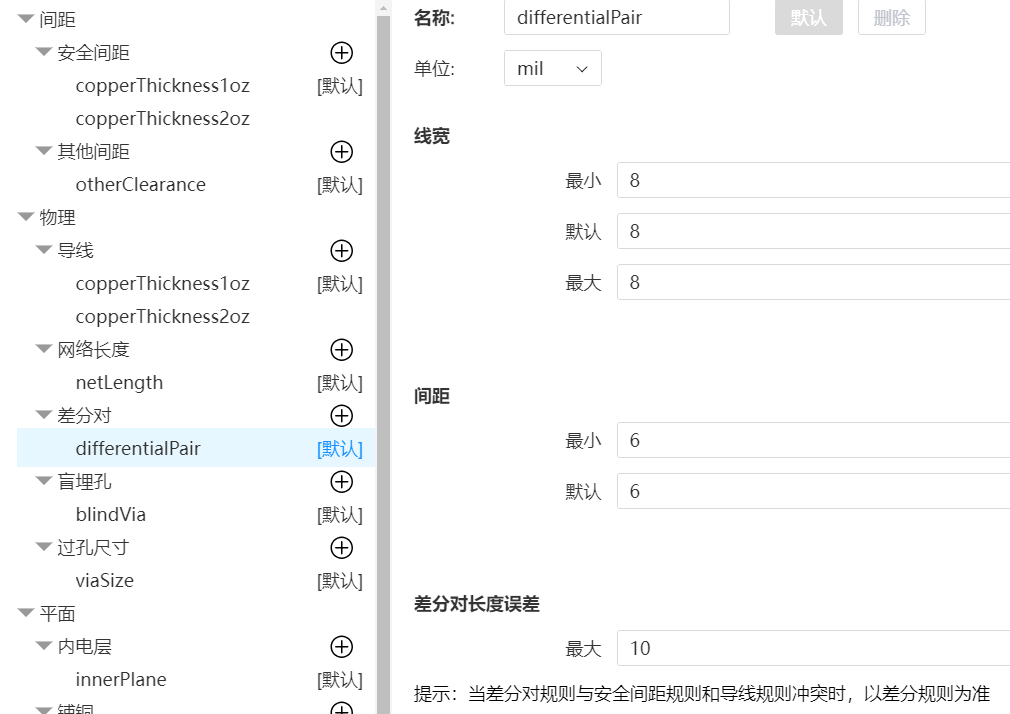 间距
安全间距
copperThickness1oz [默认]
copperThickness2oz
其他间距
otherClearance [默认]
物理
导线
copperThickness1oz [默认]
copperThickness2oz
网络长度
netLength [默认]
差分对
differentialPair [默认]
盲埋孔
blindVia [默认]
过孔尺寸
viaSize [默认]
平面
内电层
innerPlane [默认]
铺铜
名称: differentialPair 默认 删除
单位: mil
线宽
最小 8
默认 8
最大 8
间距
最小 6
默认 6
差分对长度误差
最大 10
提示：当差分对规则与安全间距规则和导线规则冲突时，以差分规则为准